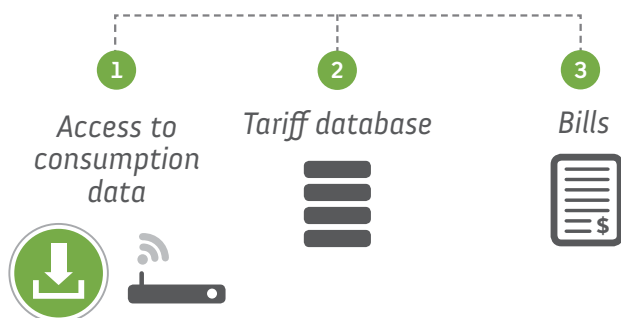 1
2
3
Access to
consumption
data
Tariff database
Bills
$